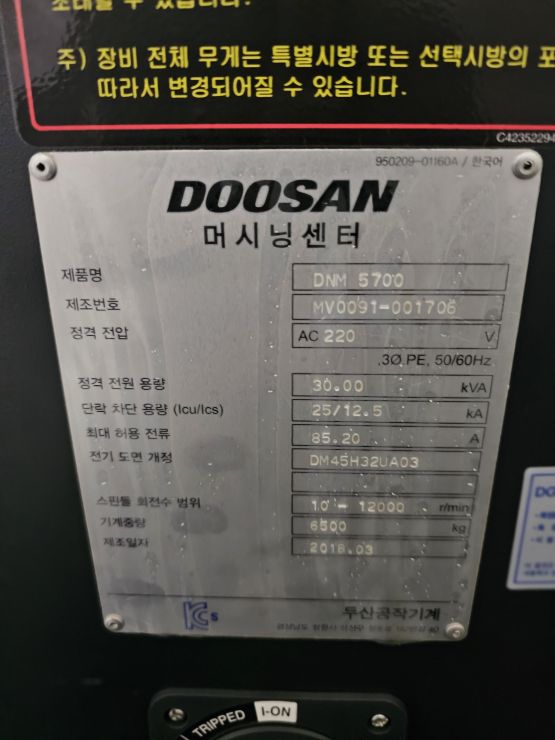 주) 장비 전체 무게는 특별시방 또는 선택시방의 포
따라서 변경되어질 수 있습니다.
C42352294
950209-01160A / 한국어
DOOSAN
머시닝센터
제품명 DNM 5700
제조번호 MV0091-001706
정격 전압 AC 220 V
3Ø PE, 50/60Hz
정격 전원 용량 30.00 kVA
단락 차단 용량 (Icu/Ics) 25/12.5 kA
최대 허용 전류 85.20 A
전기 도면 개정 DM45H32UA03
스핀들 회전수 범위 10 - 12000 r/min
기계중량 6500 kg
제조일자 2018.03
KCs
두산공작기계
DO
TRIPPED I-ON